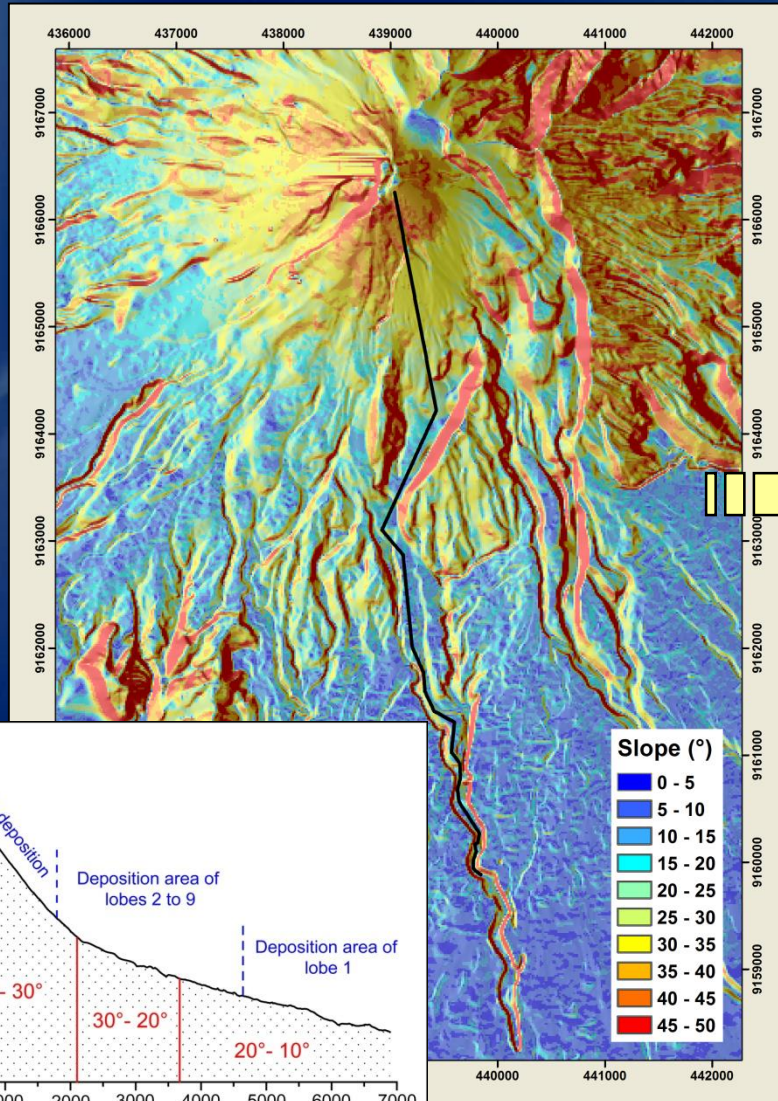 436000 437000 438000 439000 440000 441000 442000
9167000 9167000
9166000 9166000
9165000 9165000
9164000 9164000
9163000 9163000
9162000 9162000
9161000
9160000
9159000
440000 441000 442000
Slope (°)
0 - 5
5 - 10
10 - 15
15 - 20
20 - 25
25 - 30
30 - 35
35 - 40
40 - 45
45 - 50
deposition
Deposition area of
lobes 2 to 9
Deposition area of
lobe 1
- 30°
30°- 20°
20°- 10°
2000 3000 4000 5000 6000 7000